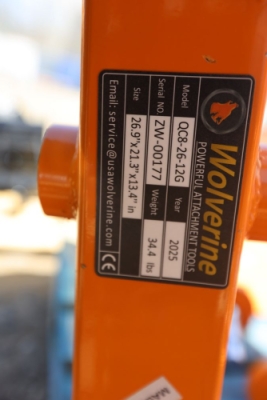 Wolverine
POWERFUL ATTACHMENT TOOLS
Model QC8-26-12G Year 2025
Serial NO. ZW-00177 Weight 34.4 lbs
Size 26.9"x21.3"x13.4" in
Email: service@usawolverine.com CE